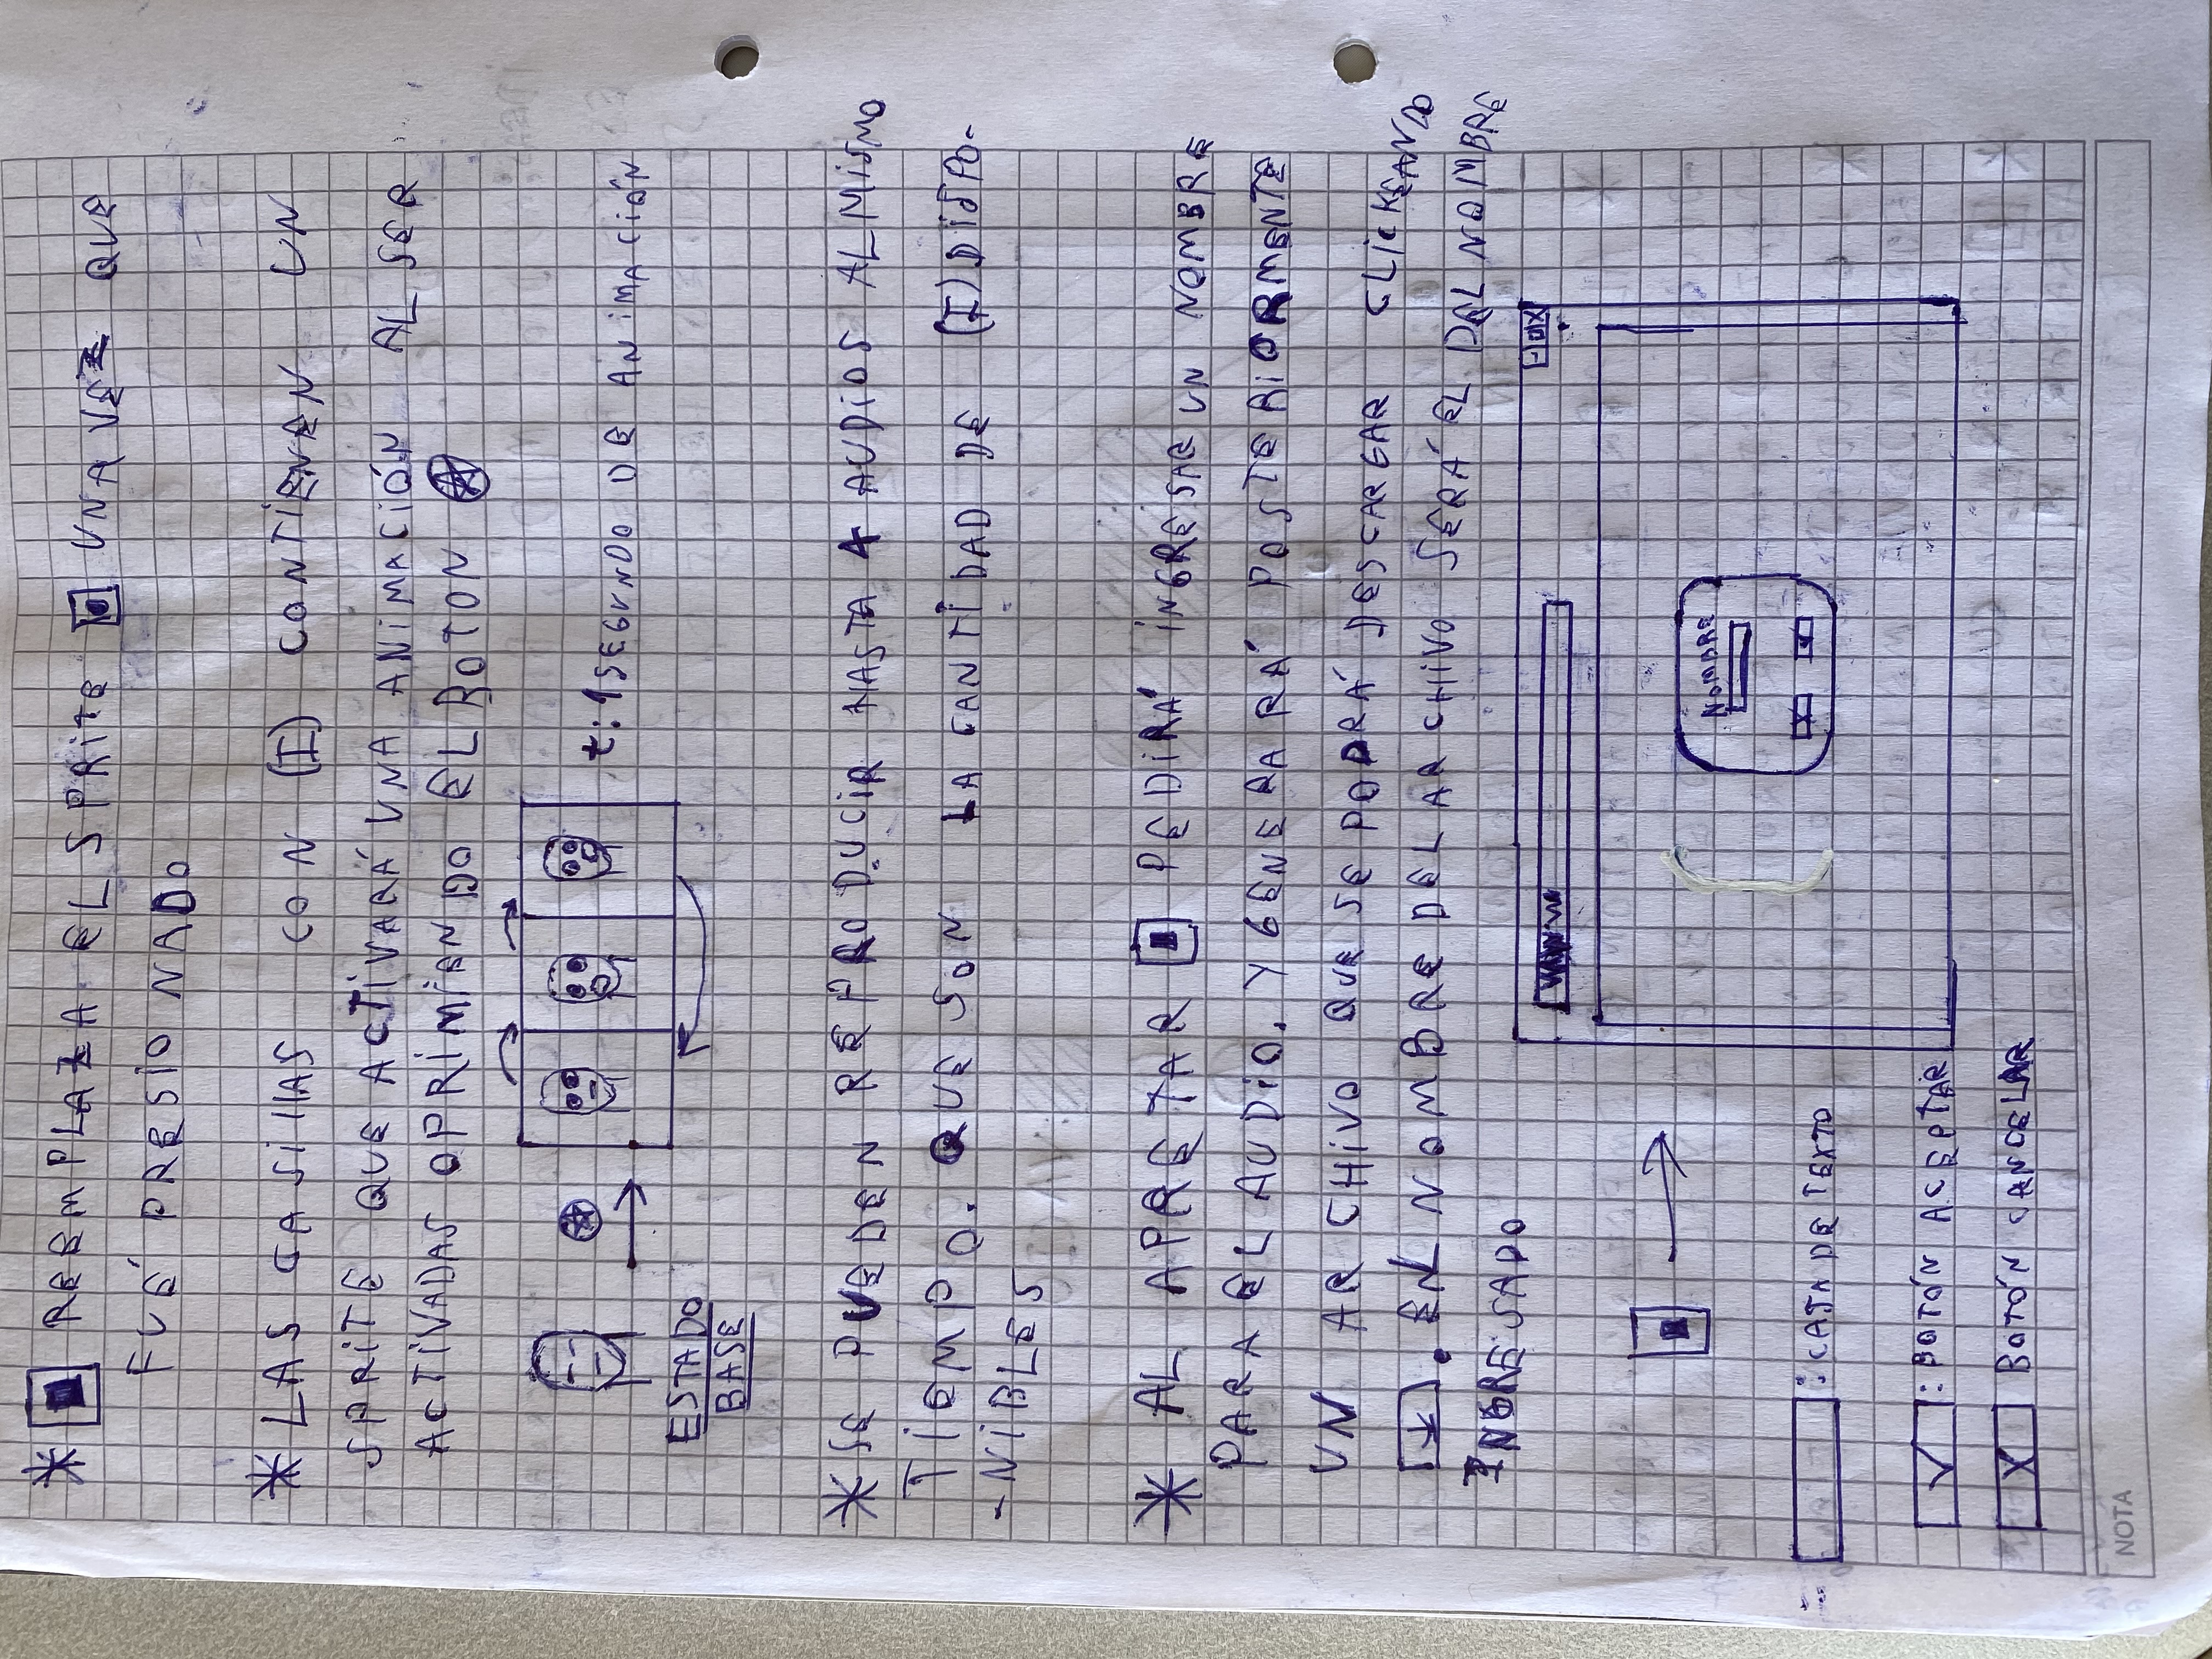 * REEMPLAZA EL SPRITE UNA VEZ QUE
FUÉ PRESIONADO
* LAS CASILLAS CON (I) CONTIENEN UN
SPRITE QUE ACTIVARÁ UNA ANIMACIÓN AL SER
ACTIVADAS OPRIMIENDO EL BOTON
t: 1 SEGUNDO DE ANIMACIÓN
ESTADO
BASE
* SE PUEDEN REPRODUCIR HASTA 4 AUDIOS AL MISMO
TIEMPO. QUE SON LA CANTIDAD DE (I) DISPO-
-NIBLES
* AL APRETAR PEDIRÁ INGRESAR UN NOMBRE
PARA EL AUDIO. Y GENERARÁ POSTERIORMENTE
UN ARCHIVO QUE SE PODRÁ DESCARGAR CLICKEANDO
. EN NOMBRE DEL ARCHIVO SERÁ EL DEL NOMBRE
INGRESADO
NOMBRE
: CAJA DE TEXTO
: BOTÓN ACEPTAR
X BOTÓN CANCELAR
NOTA